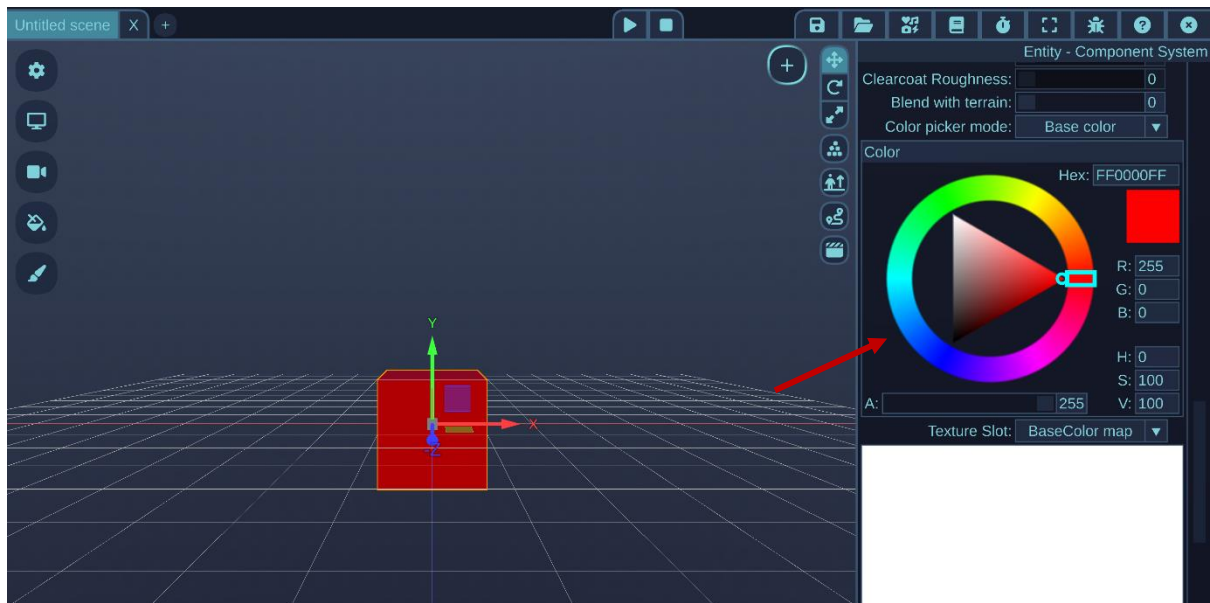 Untitled scene X +
Entity - Component System
Clearcoat Roughness: 0
Blend with terrain: 0
Color picker mode: Base color
Color
Hex: FF0000FF
R: 255
G: 0
B: 0
H: 0
S: 100
A: 255 V: 100
Texture Slot: BaseColor map
Y
X
-Z